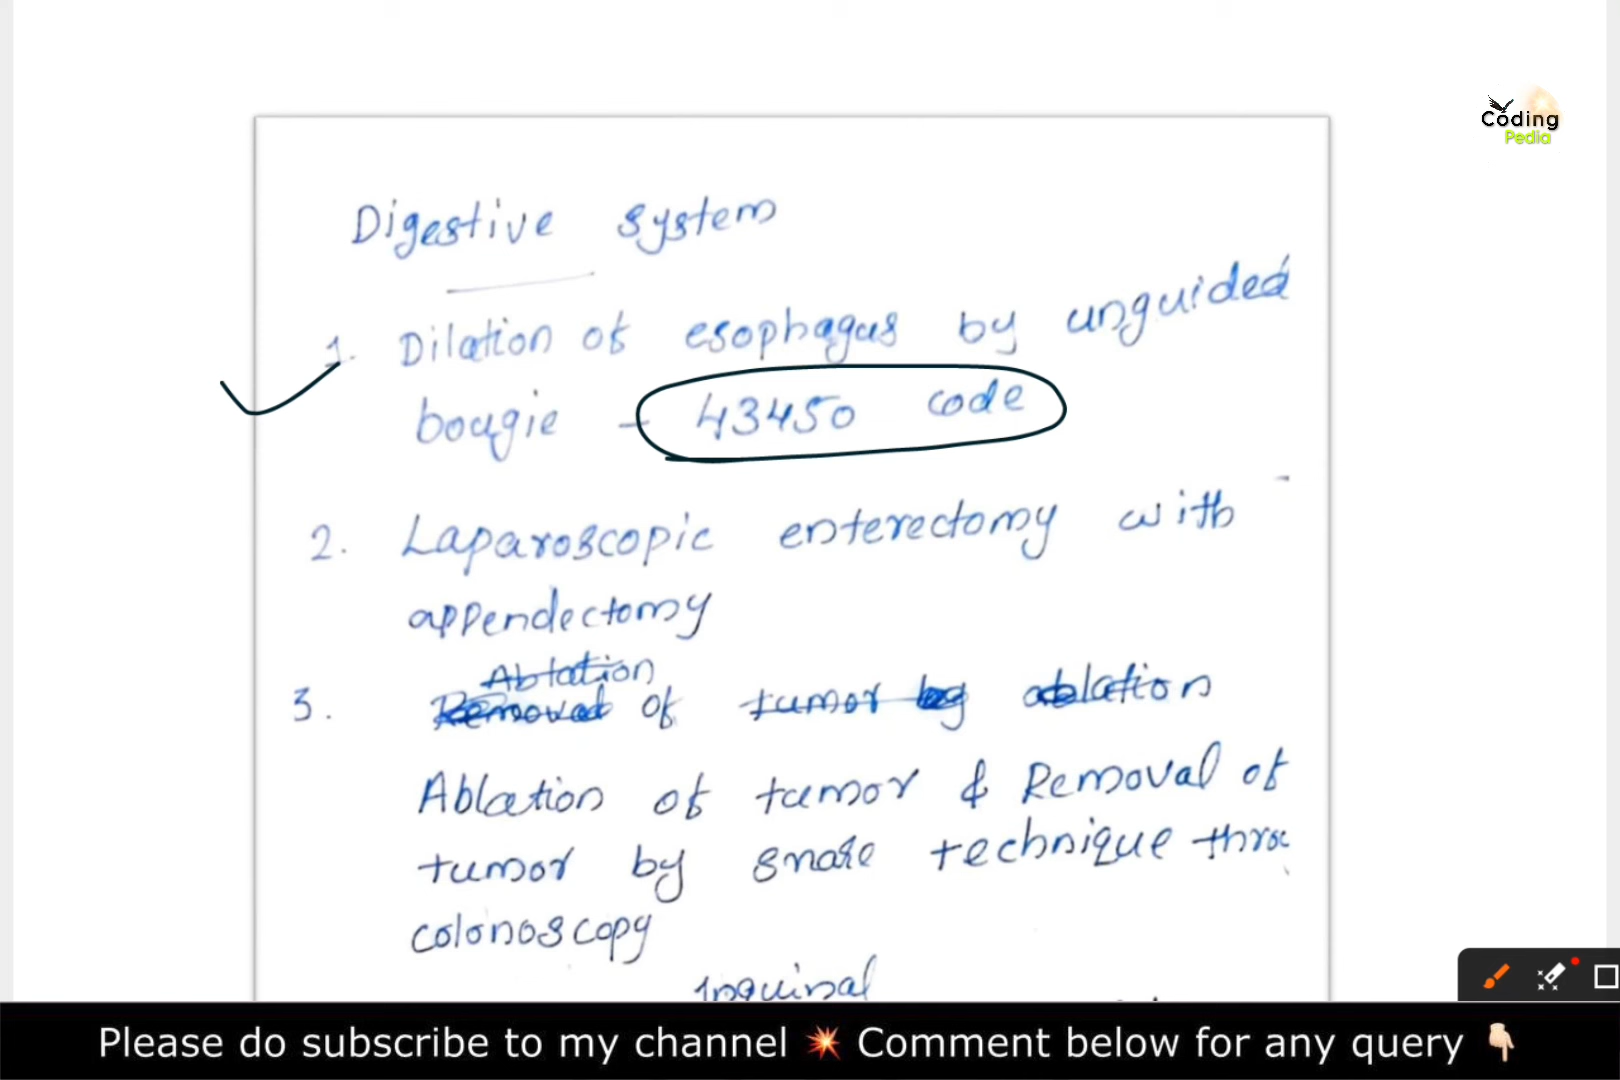 Coding
Pedia
Digestive system
1. Dilation of esophagus by unguided
bougie - 43450 code
2. Laparoscopic enterectomy with
appendectomy
Ablation
3. Removal of tumor by ablation
Ablation of tumor & Removal of
tumor by snare technique thro
colonoscopy
inguinal
Please do subscribe to my channel 💥 Comment below for any query 👇🏻